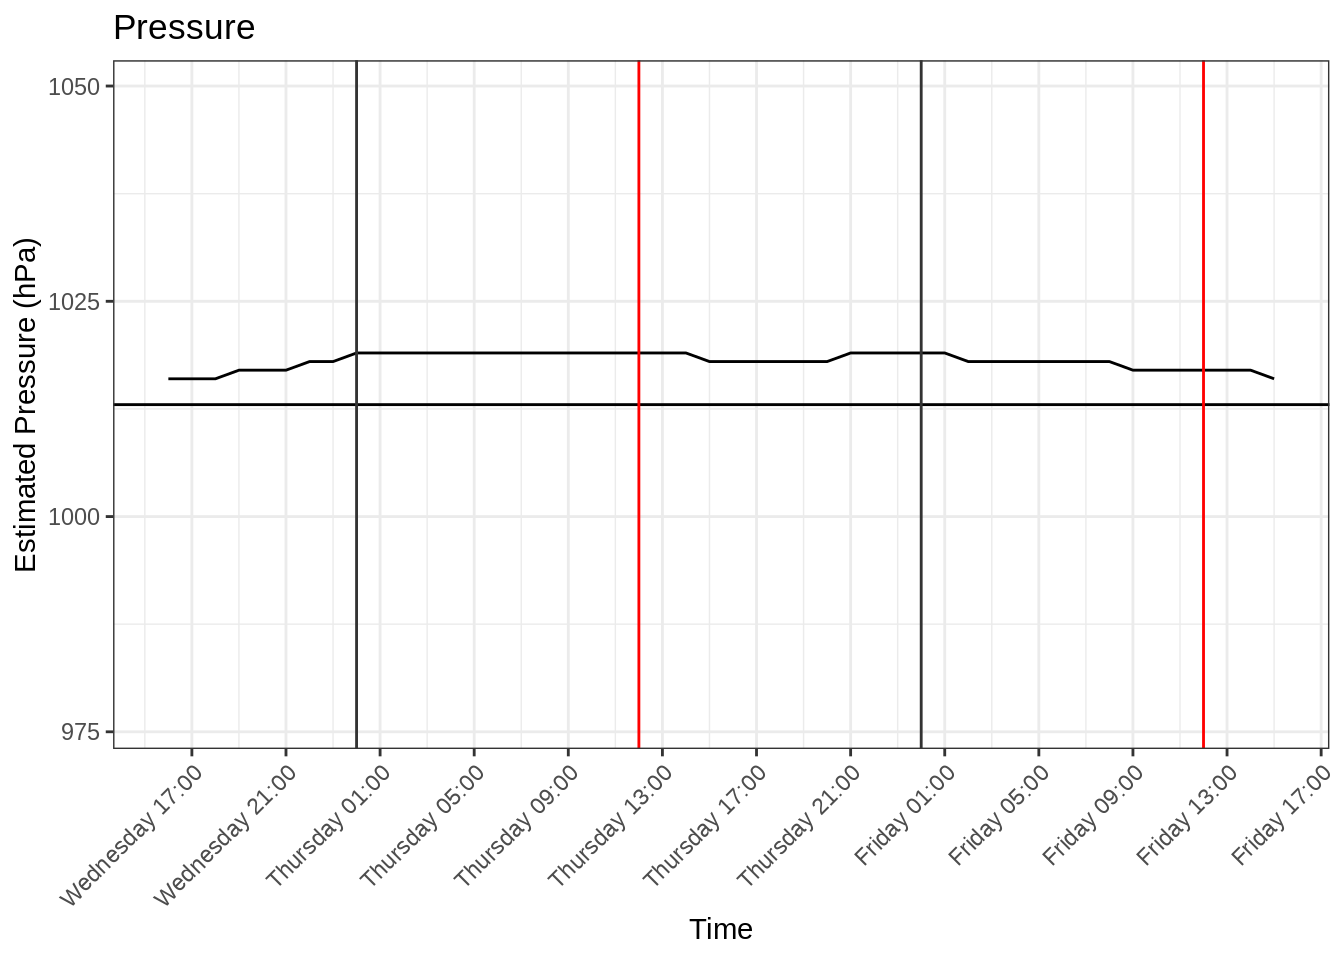 Pressure
Estimated Pressure (hPa)
1050
1025
1000
975
Wednesday 17:00
Wednesday 21:00
Thursday 01:00
Thursday 05:00
Thursday 09:00
Thursday 13:00
Thursday 17:00
Thursday 21:00
Friday 01:00
Friday 05:00
Friday 09:00
Friday 13:00
Friday 17:00
Time